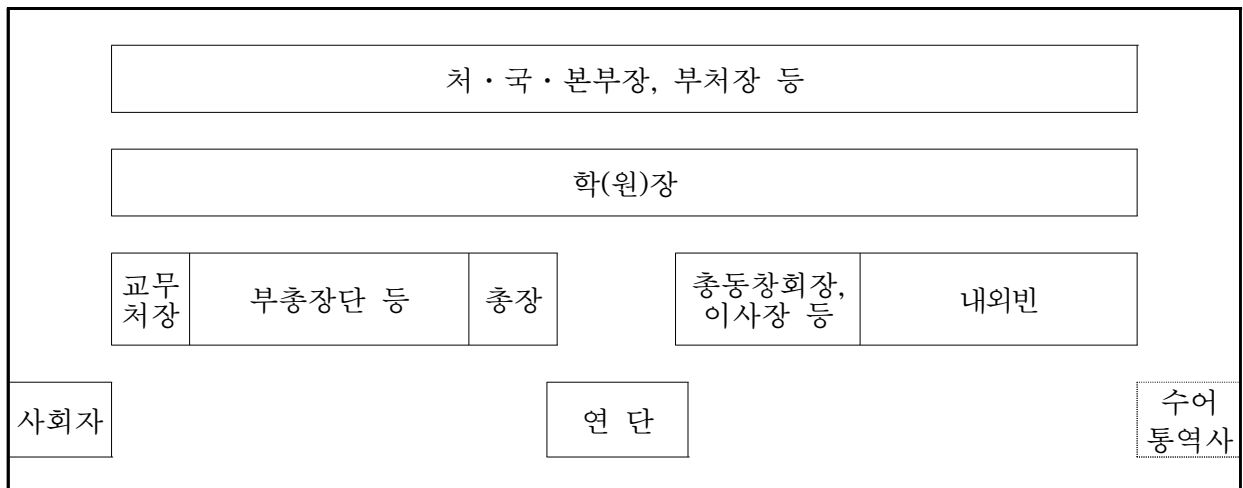 처·국·본부장, 부처장 등
학(원)장
교무
처장
부총장단 등
총장
총동창회장,
이사장 등
내외빈
사회자
연 단
수어
통역사